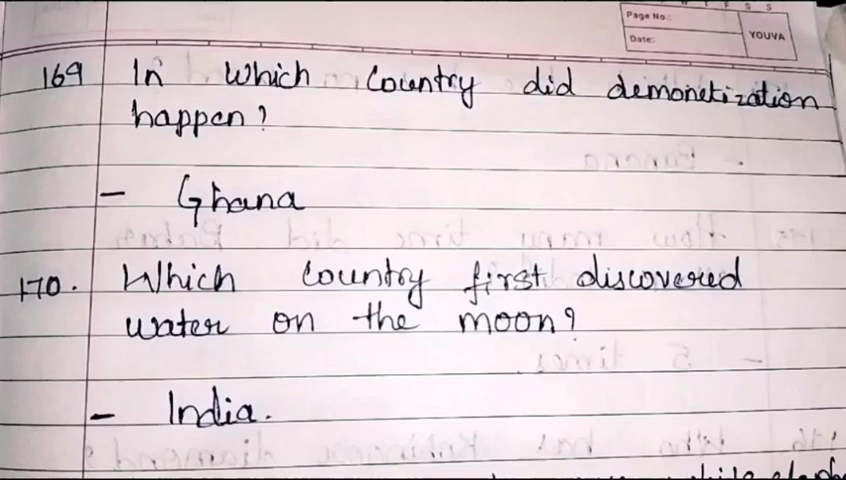 Page No.:
Date:
YOUVA
169 In which country did demonetization
happen?
- Ghana
170. Which country first discovered
water on the moon?
- India.